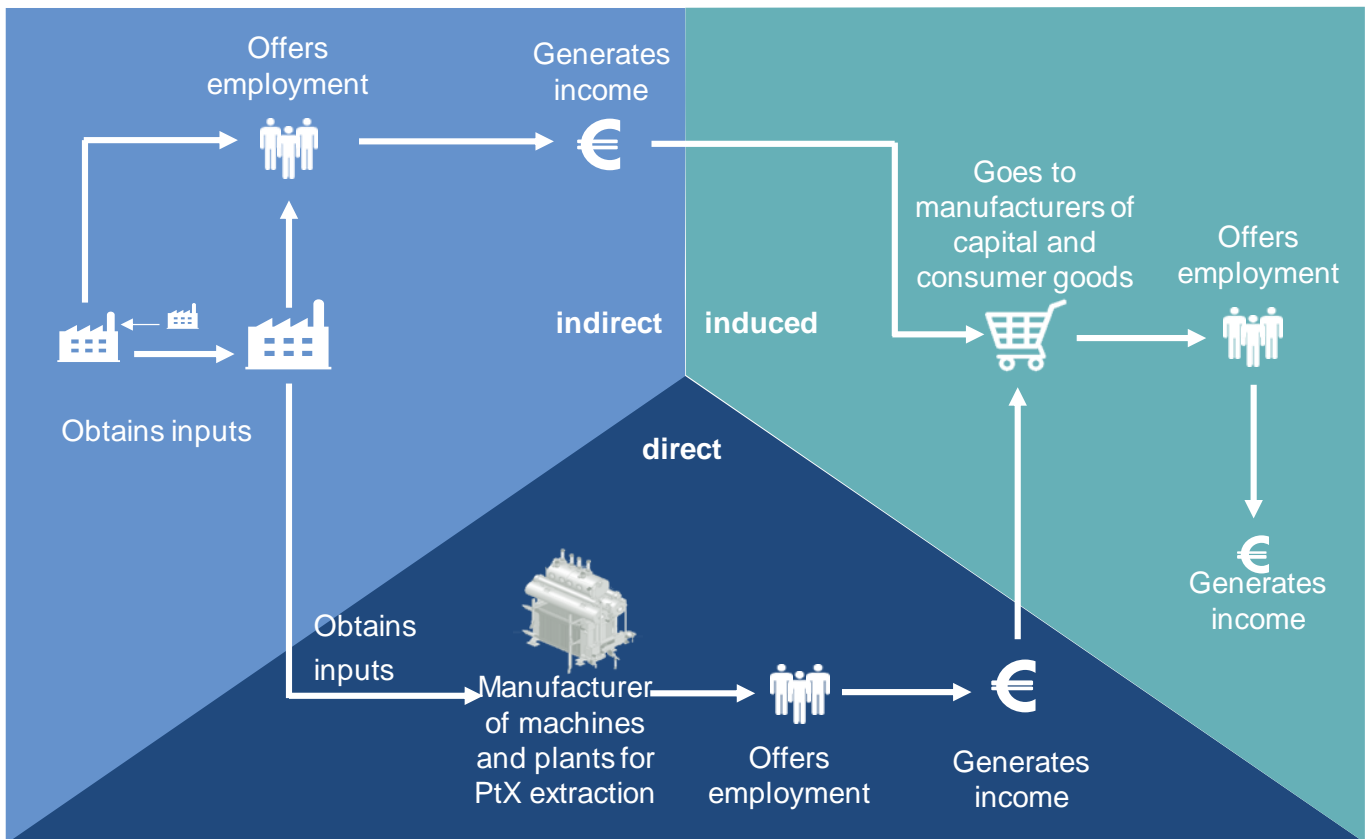 Offers
employment
Generates
income
€
Goes to
manufacturers of
capital and
consumer goods
Offers
employment
indirect
induced
Obtains inputs
direct
€
Generates
income
Obtains
inputs
Manufacturer
of machines
and plants for
PtX extraction
Offers
employment
€
Generates
income